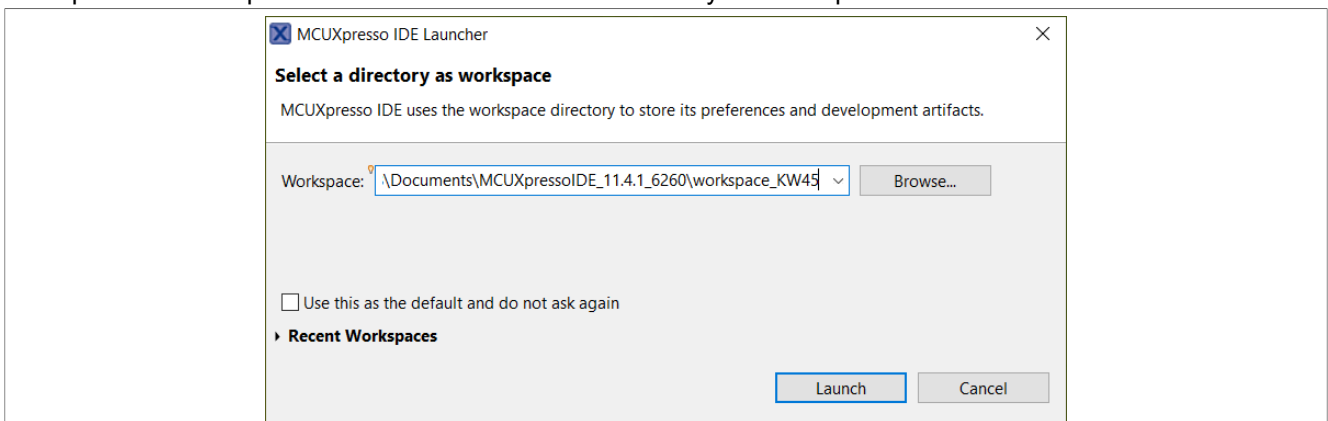 MCUXpresso IDE Launcher
Select a directory as workspace
MCUXpresso IDE uses the workspace directory to store its preferences and development artifacts.
Workspace: \Documents\MCUXpressoIDE_11.4.1_6260\workspace_KW45 Browse...
Use this as the default and do not ask again
Recent Workspaces
Launch Cancel